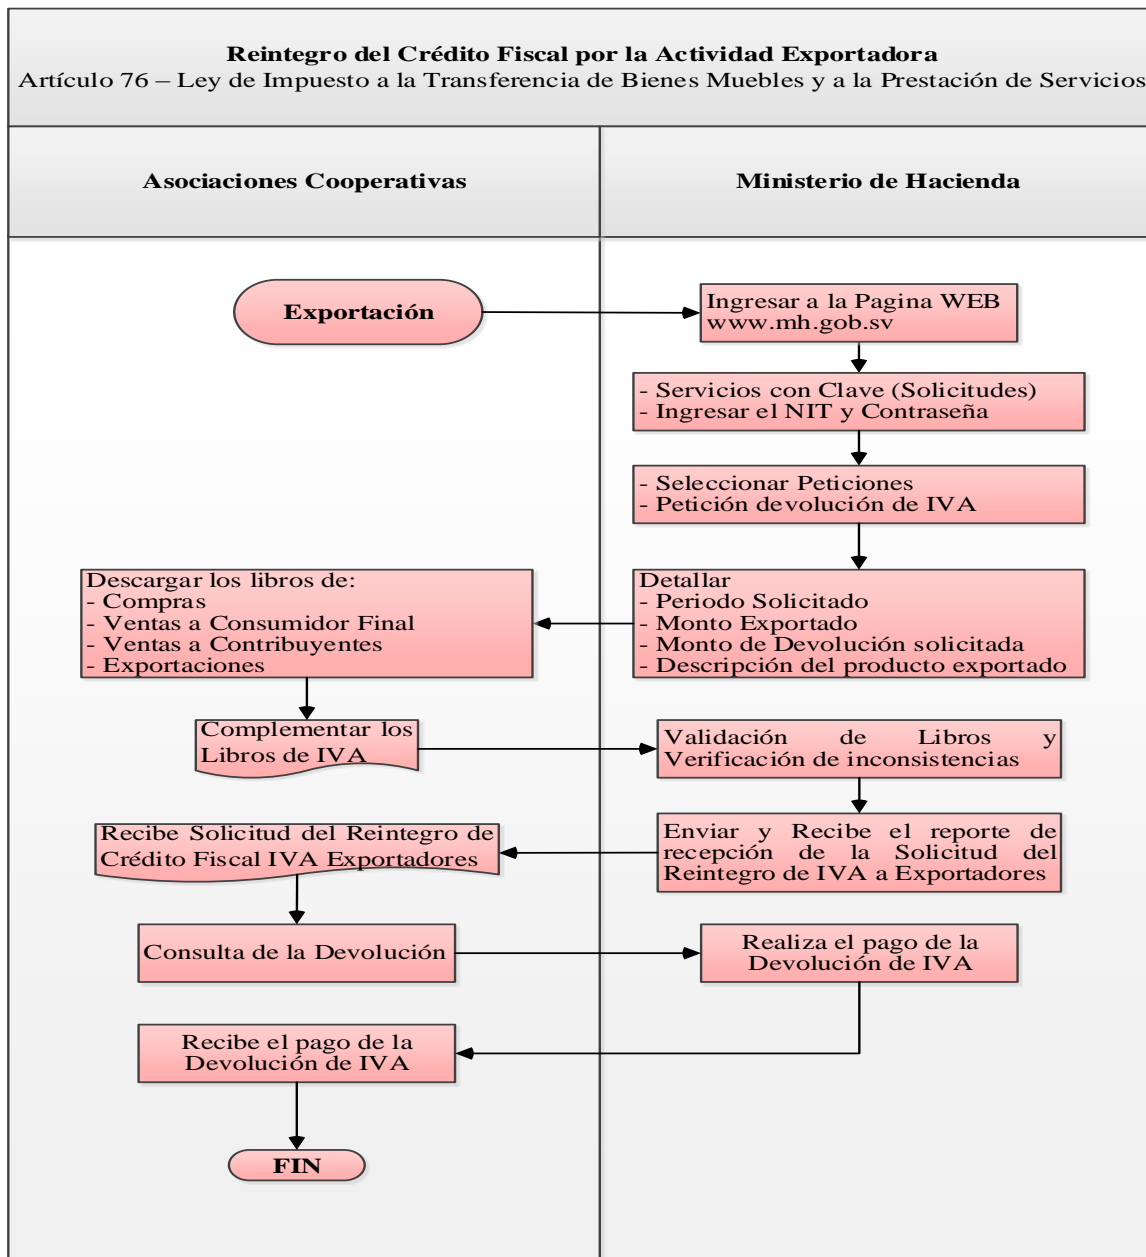 Reintegro del Crédito Fiscal por la Actividad Exportadora
Artículo 76 – Ley de Impuesto a la Transferencia de Bienes Muebles y a la Prestación de Servicios
Asociaciones Cooperativas
Ministerio de Hacienda
Exportación
Ingresar a la Pagina WEB
www.mh.gob.sv
- Servicios con Clave (Solicitudes)
- Ingresar el NIT y Contraseña
- Seleccionar Peticiones
- Petición devolución de IVA
Detallar
- Periodo Solicitado
- Monto Exportado
- Monto de Devolución solicitada
- Descripción del producto exportado
Descargar los libros de:
- Compras
- Ventas a Consumidor Final
- Ventas a Contribuyentes
- Exportaciones
Complementar los
Libros de IVA
Validación de Libros y
Verificación de inconsistencias
Enviar y Recibe el reporte de
recepción de la Solicitud del
Reintegro de IVA a Exportadores
Recibe Solicitud del Reintegro de
Crédito Fiscal IVA Exportadores
Consulta de la Devolución
Realiza el pago de la
Devolución de IVA
Recibe el pago de la
Devolución de IVA
FIN